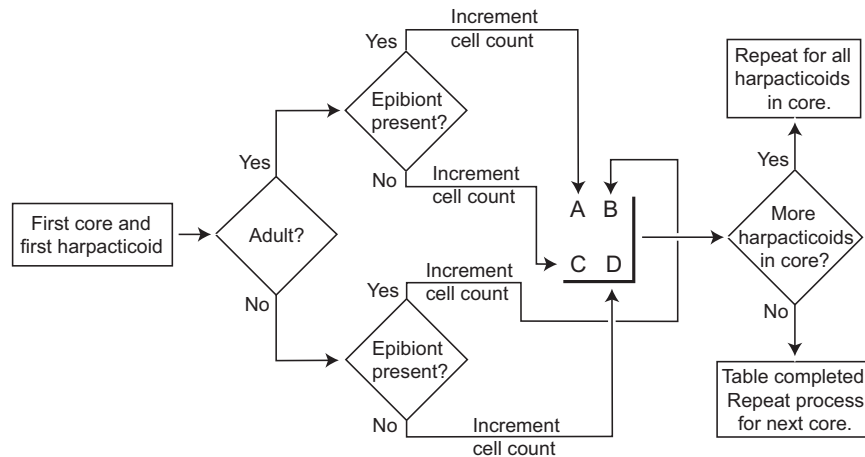 First core and
first harpacticoid
Adult?
Yes
No
Epibiont
present?
Yes
No
Increment
cell count
Increment
cell count
Epibiont
present?
Yes
No
Increment
cell count
Increment
cell count
A B
C D
More
harpacticoids
in core?
Yes
No
Repeat for all
harpacticoids
in core.
Table completed
Repeat process
for next core.